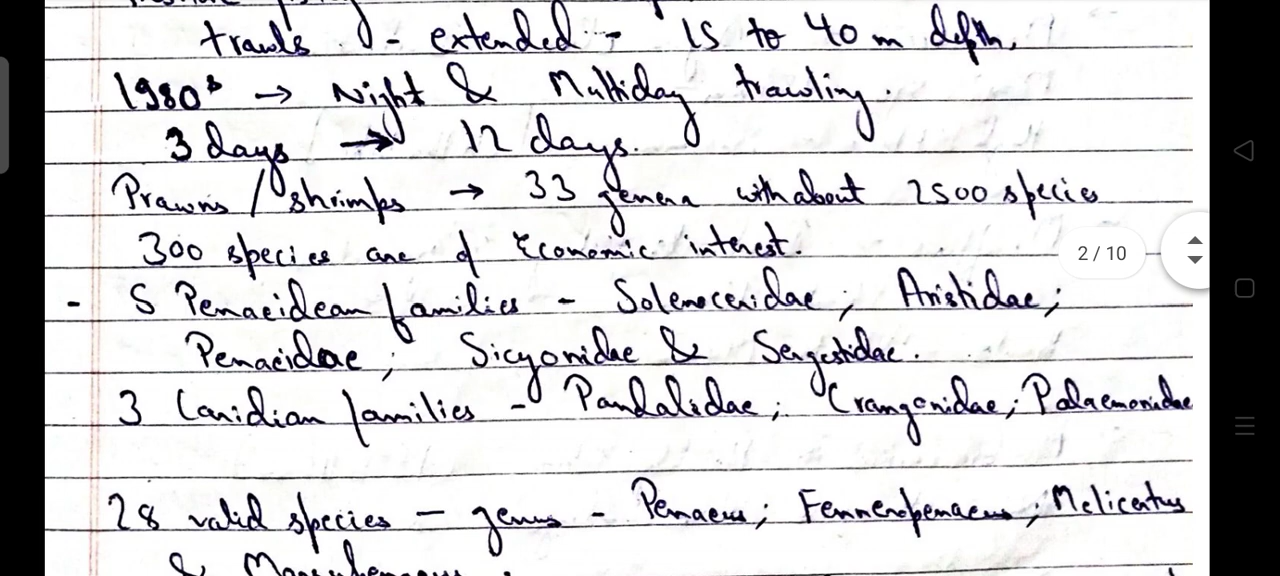 trawls - extended - 15 to 40 m depth.
1980s → Night & Multiday trawling.
3 days → 12 days.
Prawns / shrimps → 33 genera with about 2500 species
300 species are of Economic interest.
2 / 10
- 5 Penaeidean families - Solenoceridae ; Aristidae ;
Penaeidae ; Sicyonidae & Sergestidae .
3 Caridian families - Pandalidae ; Crangonidae ; Palaemonidae
28 valid species - genus - Penaeus ; Fenneropenaeus ; Melicertus
&